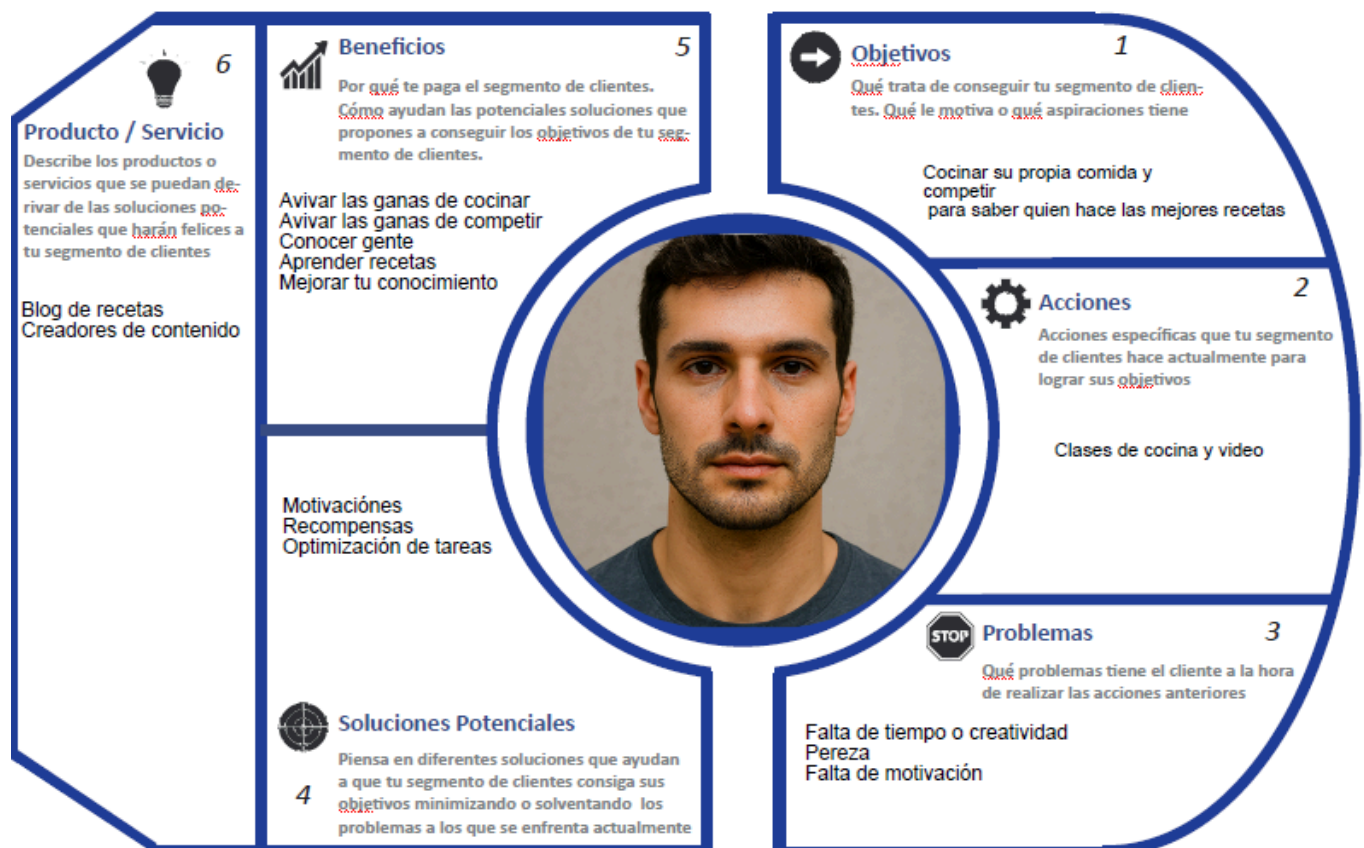 6
Producto / Servicio
Describe los productos o
servicios que se puedan de-
rivar de las soluciones po-
tenciales que harán felices a
tu segmento de clientes
Blog de recetas
Creadores de contenido
Beneficios
5
Por qué te paga el segmento de clientes.
Cómo ayudan las potenciales soluciones que
propones a conseguir los objetivos de tu seg-
mento de clientes.
Avivar las ganas de cocinar
Avivar las ganas de competir
Conocer gente
Aprender recetas
Mejorar tu conocimiento
Motivaciónes
Recompensas
Optimización de tareas
Soluciones Potenciales
4
Piensa en diferentes soluciones que ayudan
a que tu segmento de clientes consiga sus
objetivos minimizando o solventando los
problemas a los que se enfrenta actualmente
Objetivos
1
Qué trata de conseguir tu segmento de clien-
tes. Qué le motiva o qué aspiraciones tiene
Cocinar su propia comida y
competir
para saber quien hace las mejores recetas
Acciones
2
Acciones específicas que tu segmento
de clientes hace actualmente para
lograr sus objetivos
Clases de cocina y video
STOP
Problemas
3
Qué problemas tiene el cliente a la hora
de realizar las acciones anteriores
Falta de tiempo o creatividad
Pereza
Falta de motivación